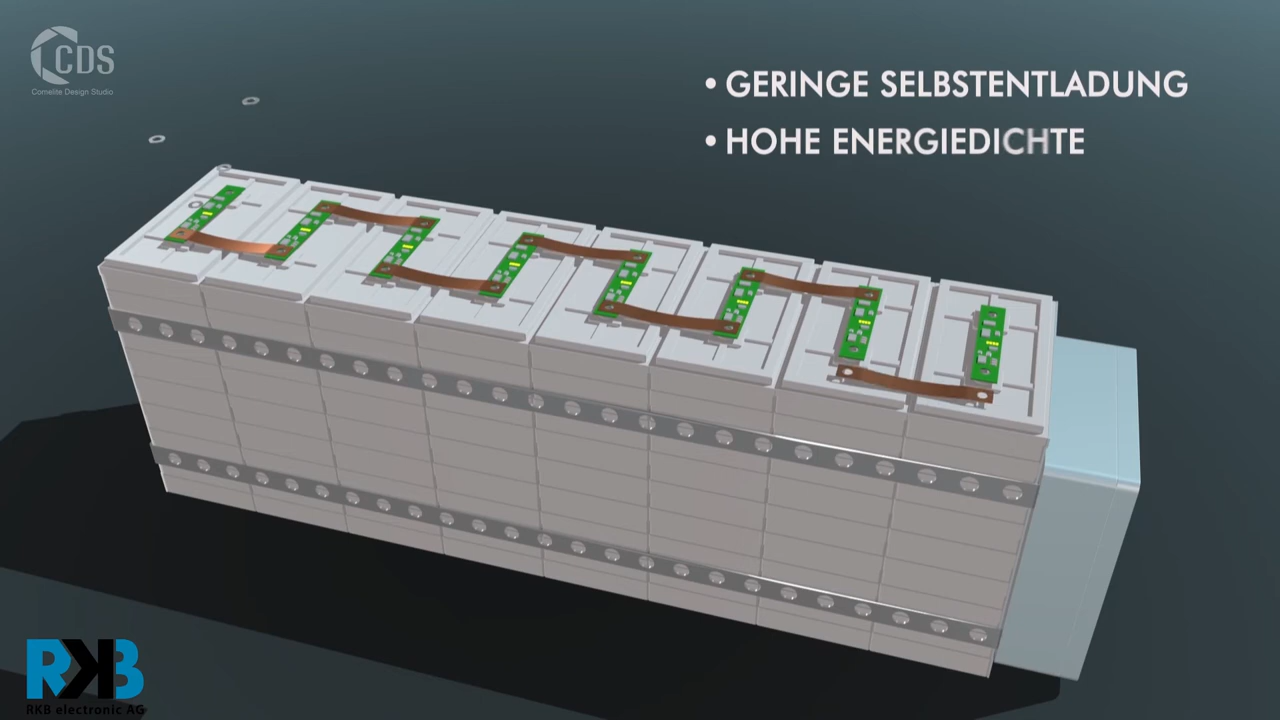 CDS
Comelite Design Studio
• GERINGE SELBSTENTLADUNG
• HOHE ENERGIEDICHTE
RKB
RKB electronic AG